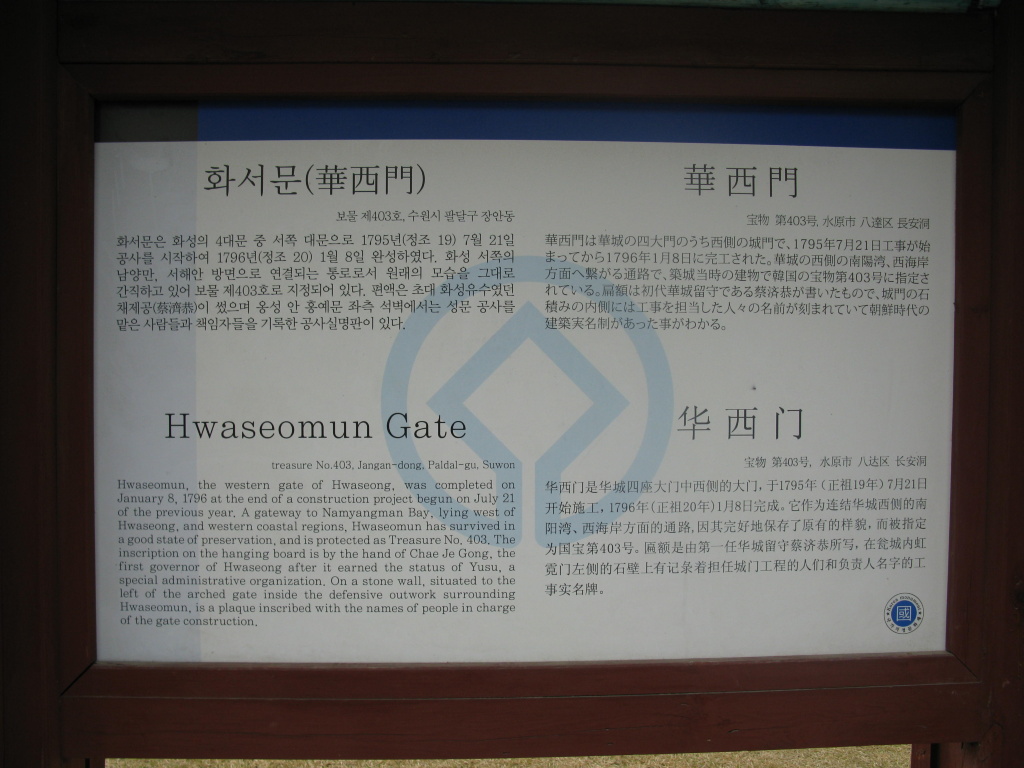 화서문(華西門)
보물 제403호, 수원시 팔달구 장안동
화서문은 화성의 4대문 중 서쪽 대문으로 1795년(정조 19) 7월 21일
공사를 시작하여 1796년(정조 20) 1월 8일 완성하였다. 화성 서쪽의
남양만, 서해안 방면으로 연결되는 통로로서 원래의 모습을 그대로
간직하고 있어 보물 제403호로 지정되어 있다. 편액은 초대 화성유수였던
채제공(蔡濟恭)이 썼으며 옹성 안 홍예문 좌측 석벽에서는 성문 공사를
맡은 사람들과 책임자들을 기록한 공사실명판이 있다.
華西門
宝物 第403号, 水原市 八達区 長安洞
華西門は華城の四大門のうち西側の城門で、1795年7月21日工事が始
まってから1796年1月8日に完工された。華城の西側の南陽湾、西海岸
方面へ繋がる通路で、築城当時の建物で韓国の宝物第403号に指定さ
れている。扁額は初代華城留守である蔡済恭が書いたもので、城門の石
積みの内側には工事を担当した人々の名前が刻まれていて朝鮮時代の
建築実名制があった事がわかる。
Hwaseomun Gate
treasure No.403, Jangan-dong, Paldal-gu, Suwon
Hwaseomun, the western gate of Hwaseong, was completed on
January 8, 1796 at the end of a construction project begun on July 21
of the previous year. A gateway to Namyangman Bay, lying west of
Hwaseong, and western coastal regions, Hwaseomun has survived in
a good state of preservation, and is protected as Treasure No. 403. The
inscription on the hanging board is by the hand of Chae Je Gong, the
first governor of Hwaseong after it earned the status of Yusu, a
special administrative organization. On a stone wall, situated to the
left of the arched gate inside the defensive outwork surrounding
Hwaseomun, is a plaque inscribed with the names of people in charge
of the gate construction.
华西门
宝物 第403号, 水原市 八达区 长安洞
华西门是华城四座大门中西侧的大门, 于1795年 (正祖19年) 7月21日
开始施工, 1796年(正祖20年)1月8日完成。它作为连结华城西侧的南
阳湾、西海岸方面的通路, 因其完好地保存了原有的样貌, 而被指定
为国宝第403号。匾额是由第一任华城留守蔡济恭所写, 在瓮城内虹
霓门左侧的石壁上有记录着担任城门工程的人们和负责人名字的工
事实名牌。
國